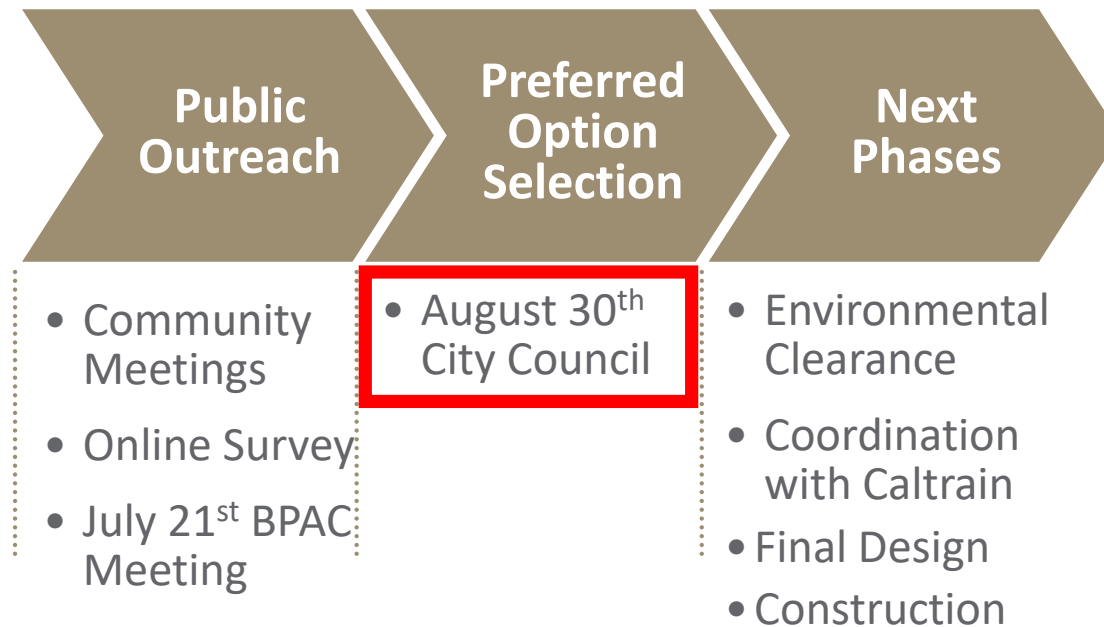 Public
Outreach
Preferred
Option
Selection
Next
Phases
• Community
Meetings
• Online Survey
• July 21st BPAC
Meeting
• August 30th
City Council
• Environmental
Clearance
• Coordination
with Caltrain
• Final Design
• Construction